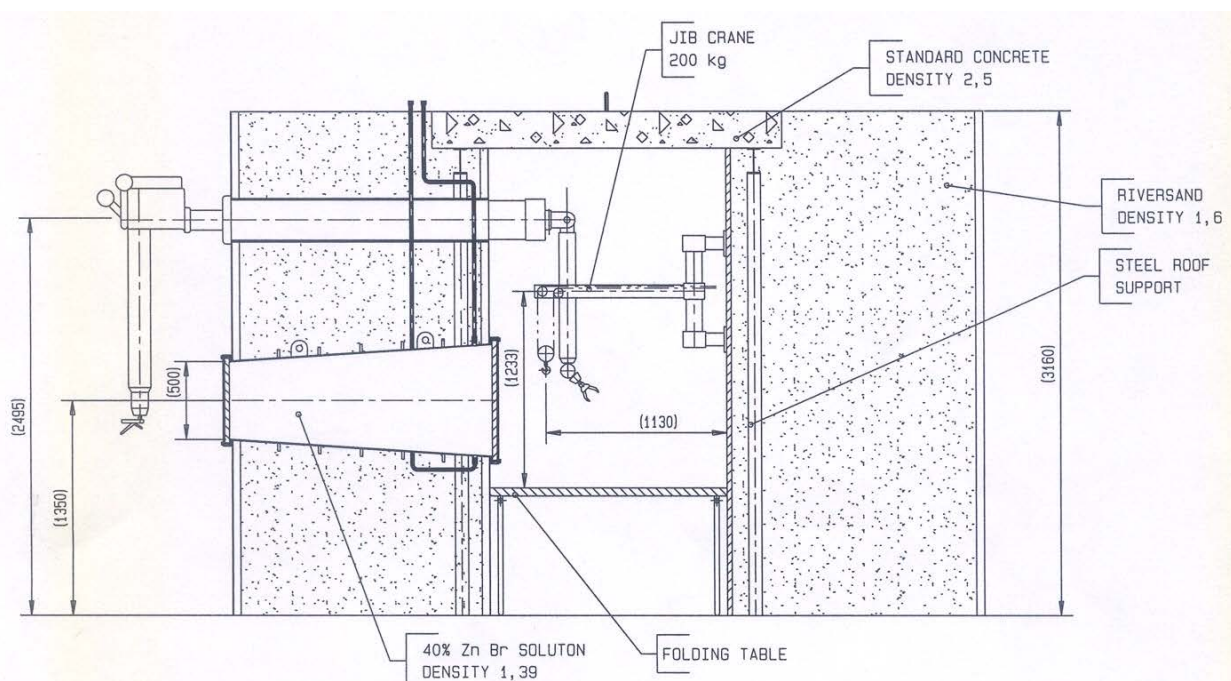 JIB CRANE
200 kg
STANDARD CONCRETE
DENSITY 2,5
RIVERSAND
DENSITY 1,6
STEEL ROOF
SUPPORT
(2495)
(1350)
(500)
(1233)
(1130)
(3160)
40% Zn Br SOLUTON
DENSITY 1,39
FOLDING TABLE